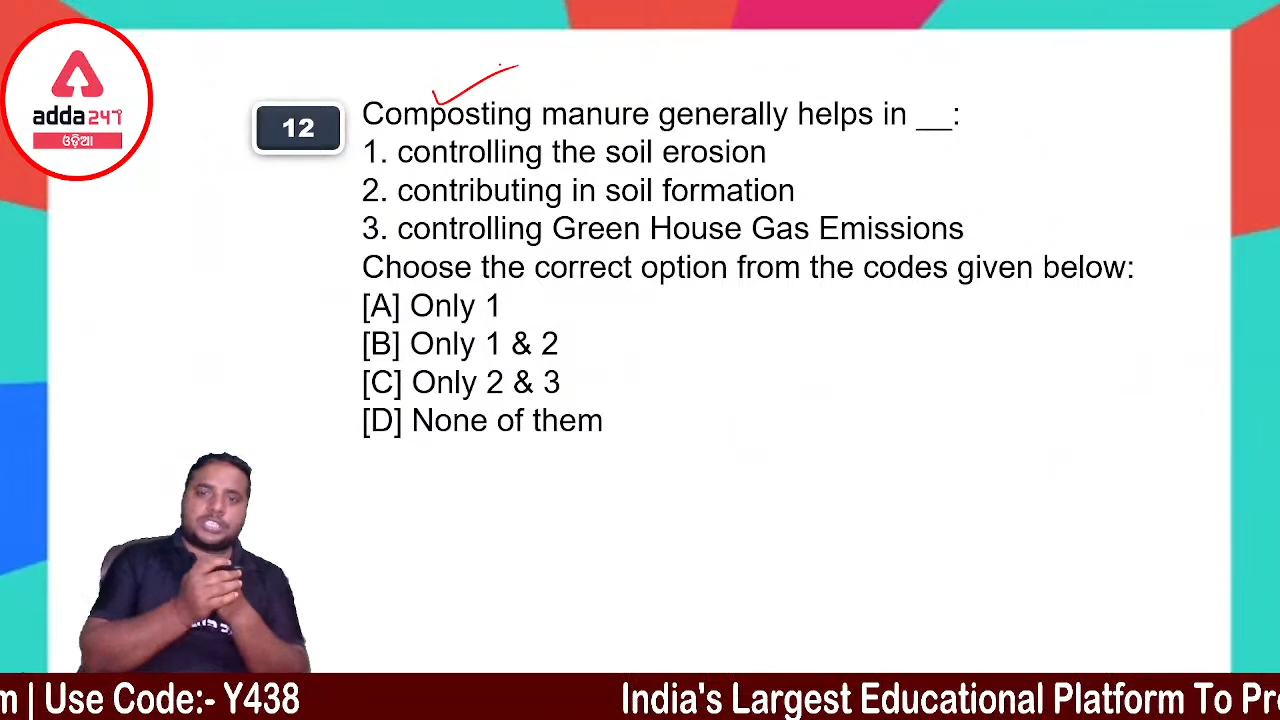 adda247
ଓଡ଼ିଆ
12
Composting manure generally helps in __:
1. controlling the soil erosion
2. contributing in soil formation
3. controlling Green House Gas Emissions
Choose the correct option from the codes given below:
[A] Only 1
[B] Only 1 & 2
[C] Only 2 & 3
[D] None of them
m | Use Code:- Y438 India's Largest Educational Platform To Pr